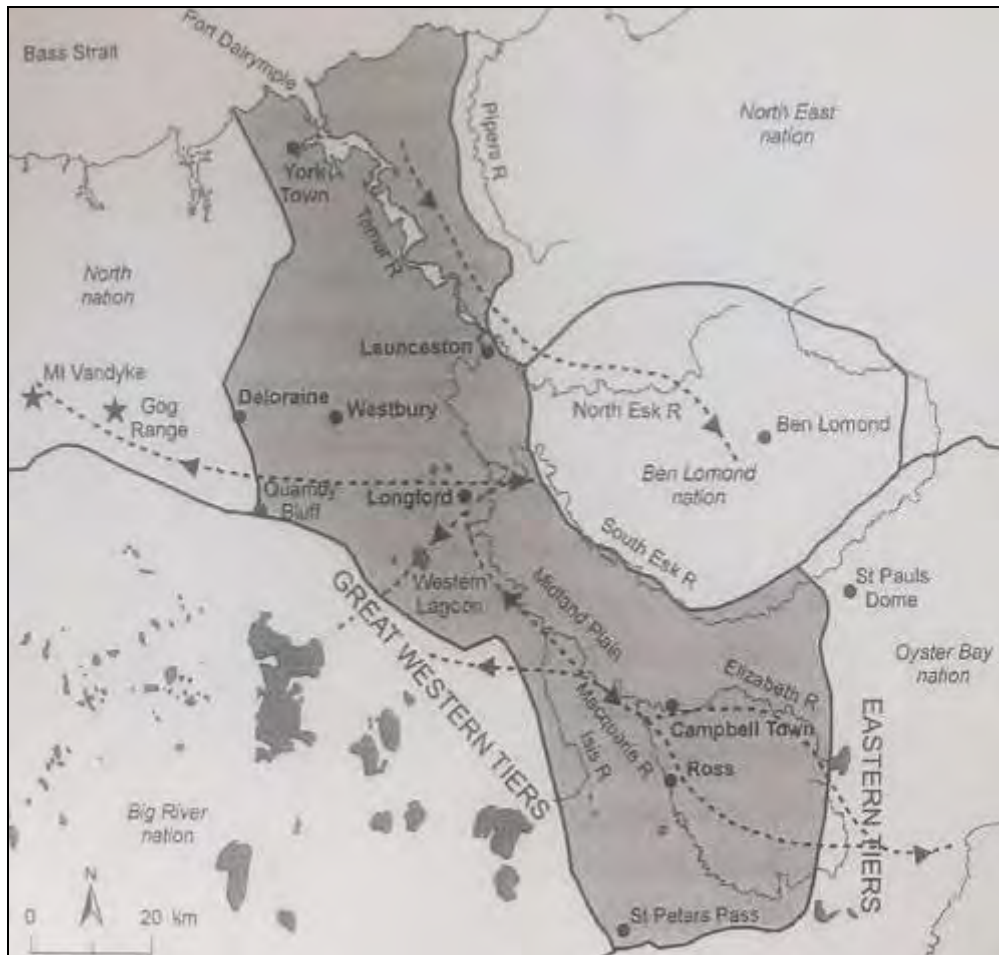 Bass Strait
Port Dalrymple
Pipers R
North East
nation
York
Town
Tamar R
North
nation
Launceston
Mt Vandyke
Gog
Range
Deloraine
Westbury
North Esk R
Ben Lomond
Ben Lomond
nation
Quamby
Bluff
Longford
South Esk R
Western
Lagoon
Midland Plain
St Pauls
Dome
GREAT WESTERN TIERS
Oyster Bay
nation
Elizabeth R
Macquarie R
Campbell Town
Isis R
Ross
EASTERN TIERS
Big River
nation
N
0 20 km
St Peters Pass